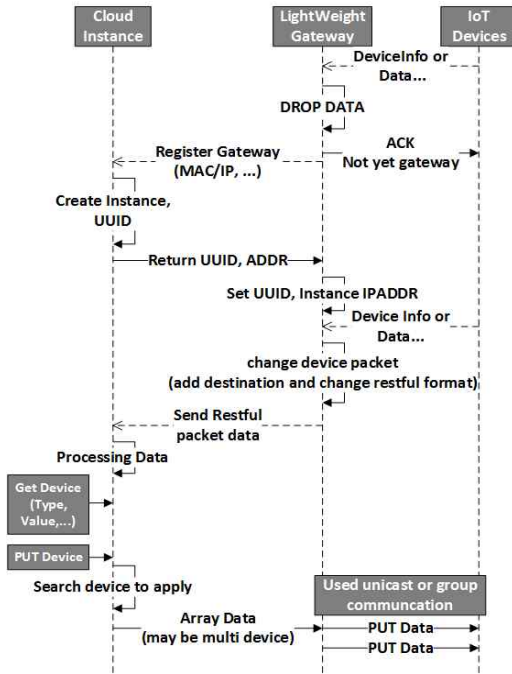 Cloud
Instance
LightWeight
Gateway
IoT
Devices
DeviceInfo or
Data...
DROP DATA
ACK
Not yet gateway
Register Gateway
(MAC/IP, ...)
Create Instance,
UUID
Return UUID, ADDR
Set UUID, Instance IPADDR
Device Info or
Data...
change device packet
(add destination and change restful format)
Send Restful
packet data
Processing Data
Get Device
(Type,
Value,...)
PUT Device
Search device to apply
Used unicast or group
communcation
Array Data
(may be multi device)
PUT Data
PUT Data